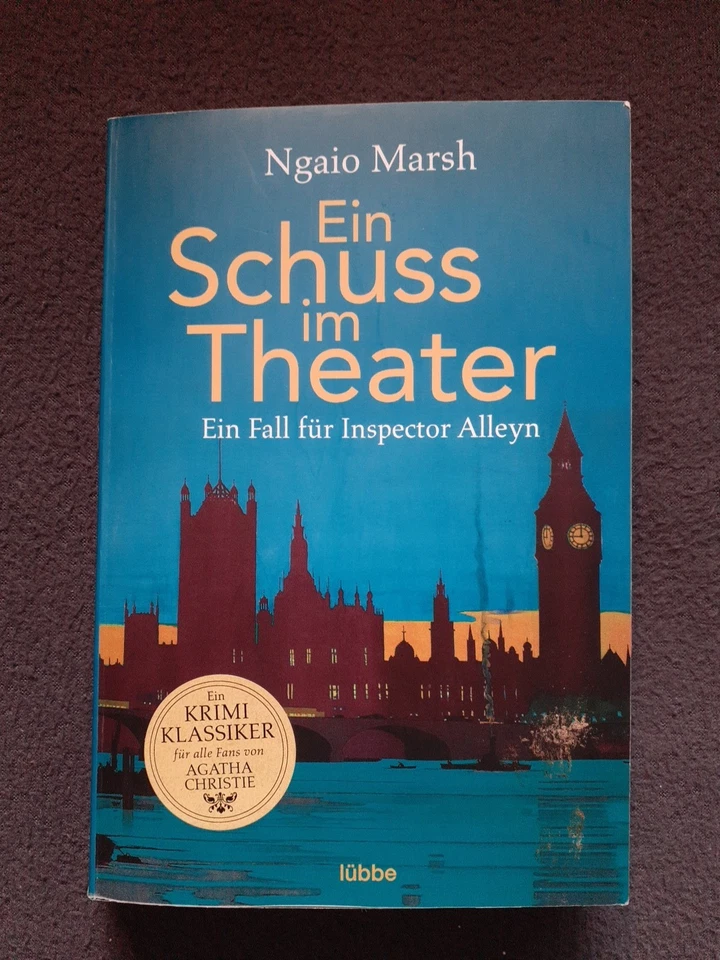 Ngaio Marsh
Ein
Schuss
im
Theater
Ein Fall für Inspector Alleyn
Ein
KRIMI
KLASSIKER
für alle Fans von
AGATHA
CHRISTIE
lübbe